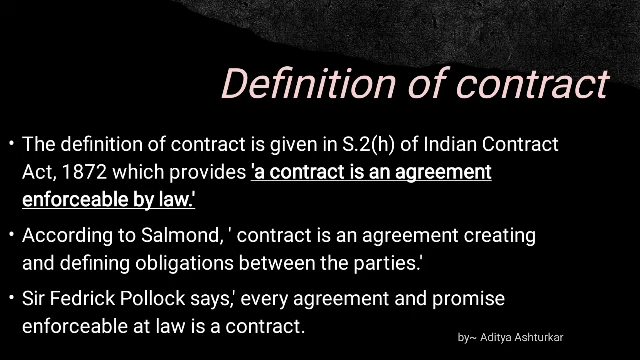 Definition of contract
• The definition of contract is given in S.2(h) of Indian Contract
Act, 1872 which provides 'a contract is an agreement
enforceable by law.'
• According to Salmond, ' contract is an agreement creating
and defining obligations between the parties.'
• Sir Fedrick Pollock says,' every agreement and promise
enforceable at law is a contract.
by~ Aditya Ashturkar